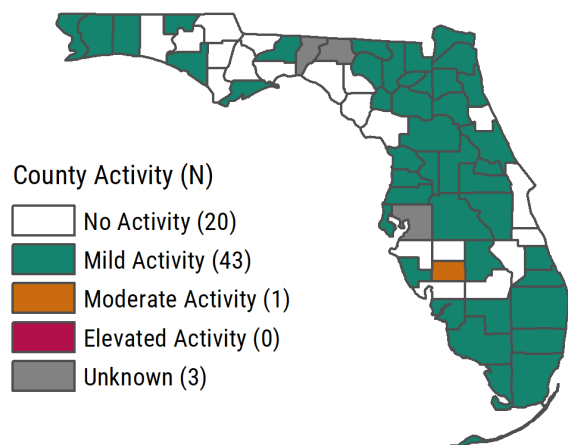 County Activity (N)
No Activity (20)
Mild Activity (43)
Moderate Activity (1)
Elevated Activity (0)
Unknown (3)